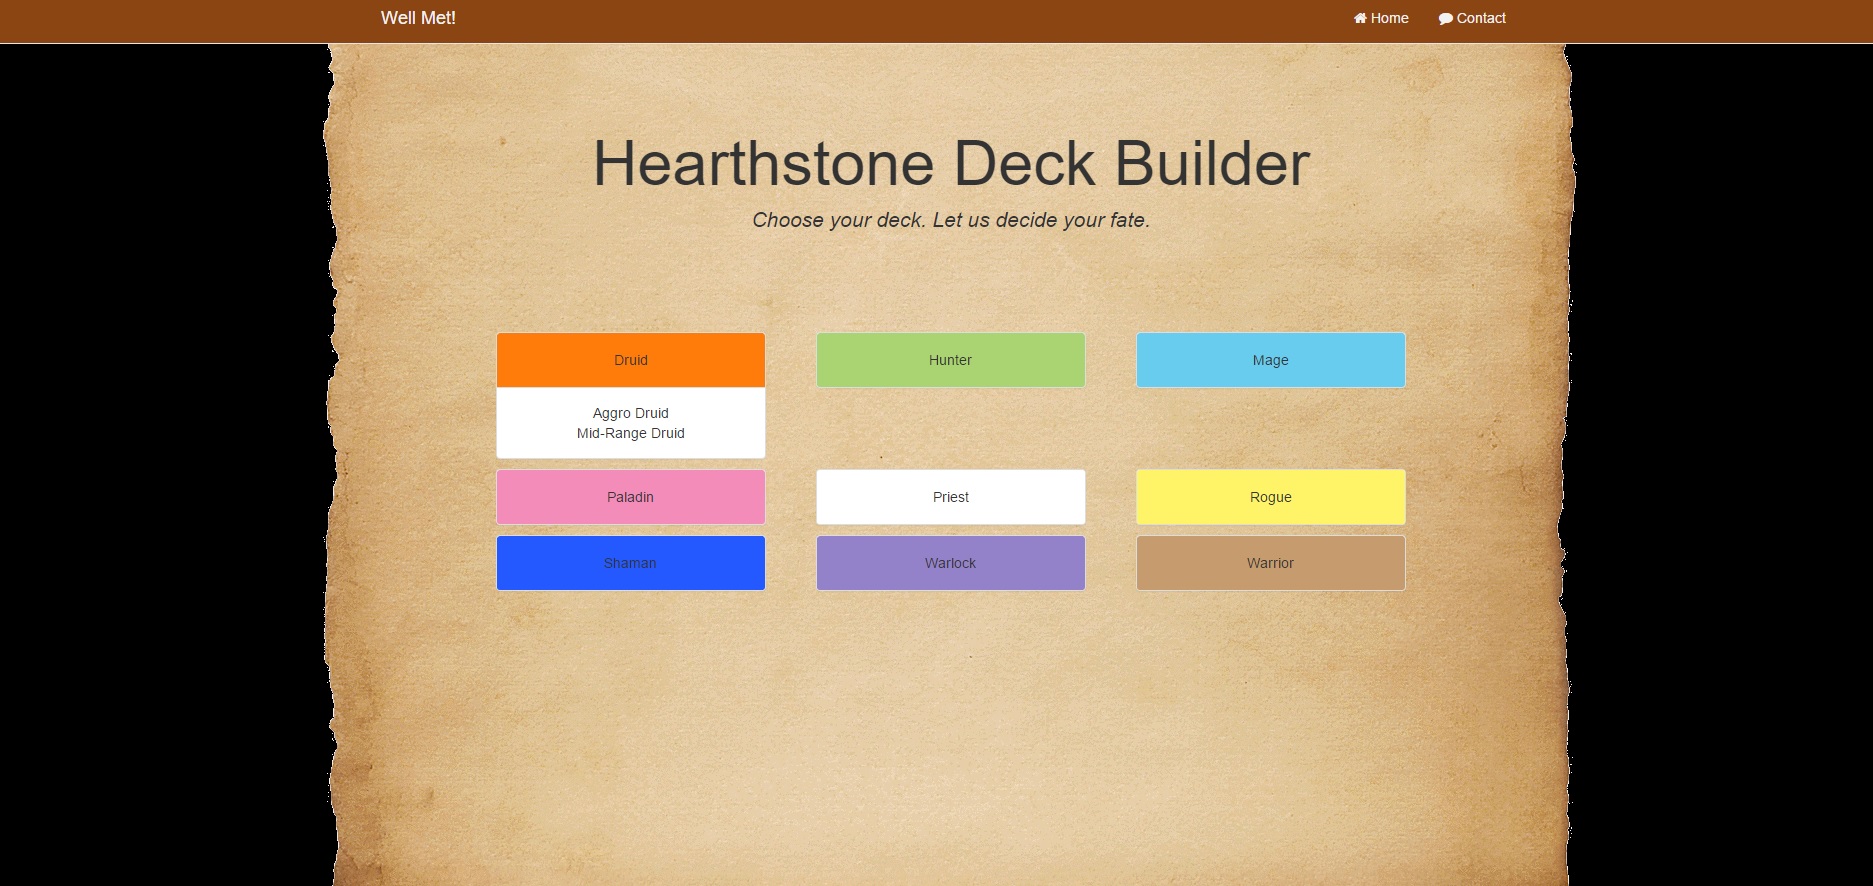 Well Met!
Home
Contact
Hearthstone Deck Builder
Choose your deck. Let us decide your fate.
Druid
Hunter
Mage
Aggro Druid
Mid-Range Druid
Paladin
Priest
Rogue
Shaman
Warlock
Warrior